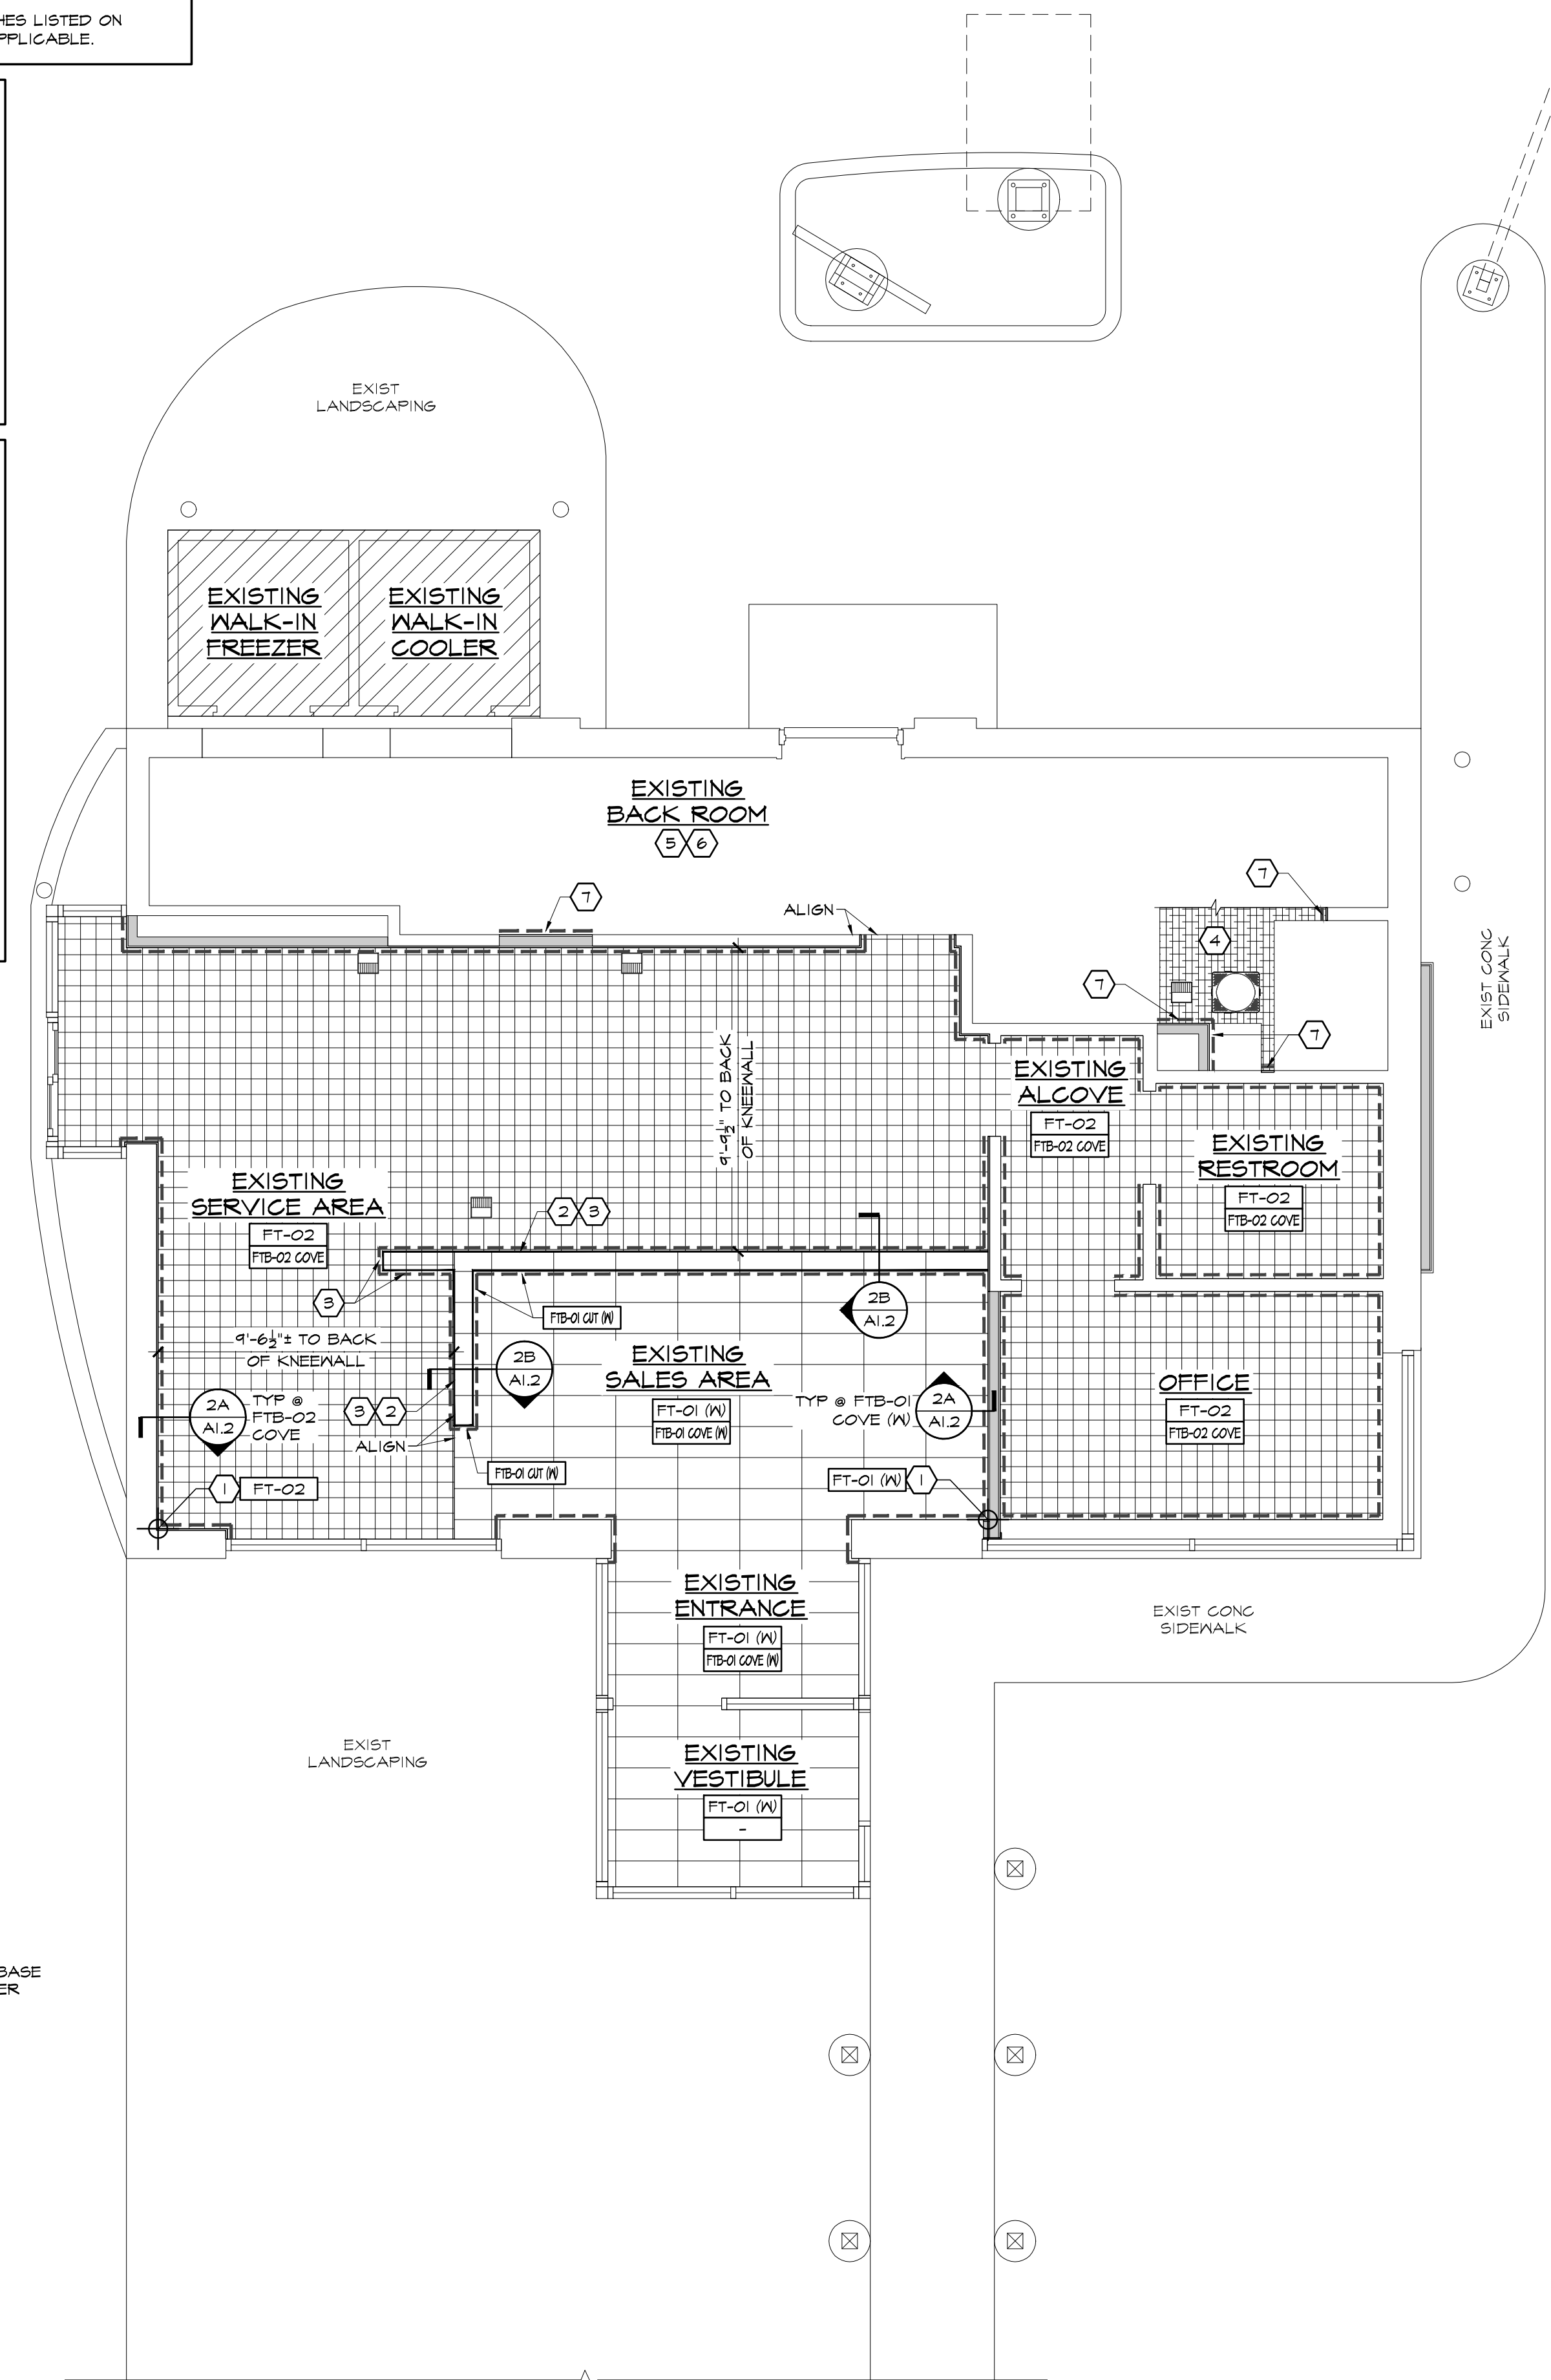 HES LISTED ON
PPLICABLE.
EXIST
LANDSCAPING
EXISTING
WALK-IN
FREEZER
EXISTING
WALK-IN
COOLER
EXISTING
BACK ROOM
5
6
7
ALIGN
7
4
7
7
EXIST CONC
SIDEWALK
9'-9½" TO BACK
OF KNEEWALL
EXISTING
ALCOVE
FT-02
FTB-02 COVE
EXISTING
RESTROOM
FT-02
FTB-02 COVE
EXISTING
SERVICE AREA
FT-02
FTB-02 COVE
2
3
3
FTB-01 CUT (W)
2B
A1.2
9'-6½"± TO BACK
OF KNEEWALL
2B
A1.2
EXISTING
SALES AREA
FT-01 (W)
FTB-01 COVE (W)
TYP @ FTB-01
COVE (W)
2A
A1.2
OFFICE
FT-02
FTB-02 COVE
2A
A1.2
TYP @
FTB-02
COVE
3
2
ALIGN
FTB-01 CUT (W)
1
FT-02
FT-01 (W)
1
EXISTING
ENTRANCE
FT-01 (W)
FTB-01 COVE (W)
EXIST CONC
SIDEWALK
EXIST
LANDSCAPING
EXISTING
VESTIBULE
FT-01 (W)
-
BASE
ER